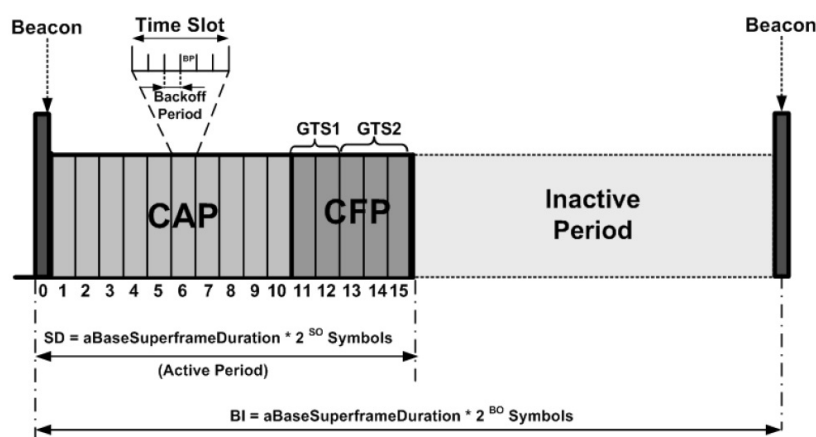 Time Slot
Beacon
Beacon
BP
Backoff
Period
GTS1 GTS2
CAP
CFP
Inactive
Period
0 1 2 3 4 5 6 7 8 9 10 11 12 13 14 15
SD = aBaseSuperframeDuration * 2 SO Symbols
(Active Period)
BI = aBaseSuperframeDuration * 2 BO Symbols